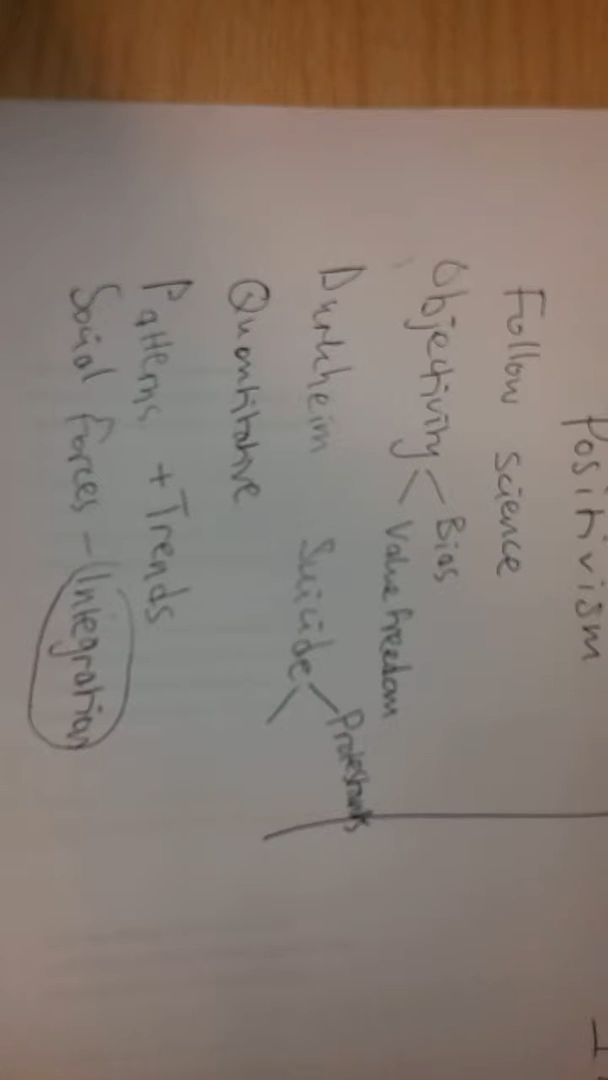 Positivism
Follow science
Objectivity < Bias
Value freedom
Durkheim Suicide < Protestants
Quantitative
Patterns + Trends
Social Forces - Integration